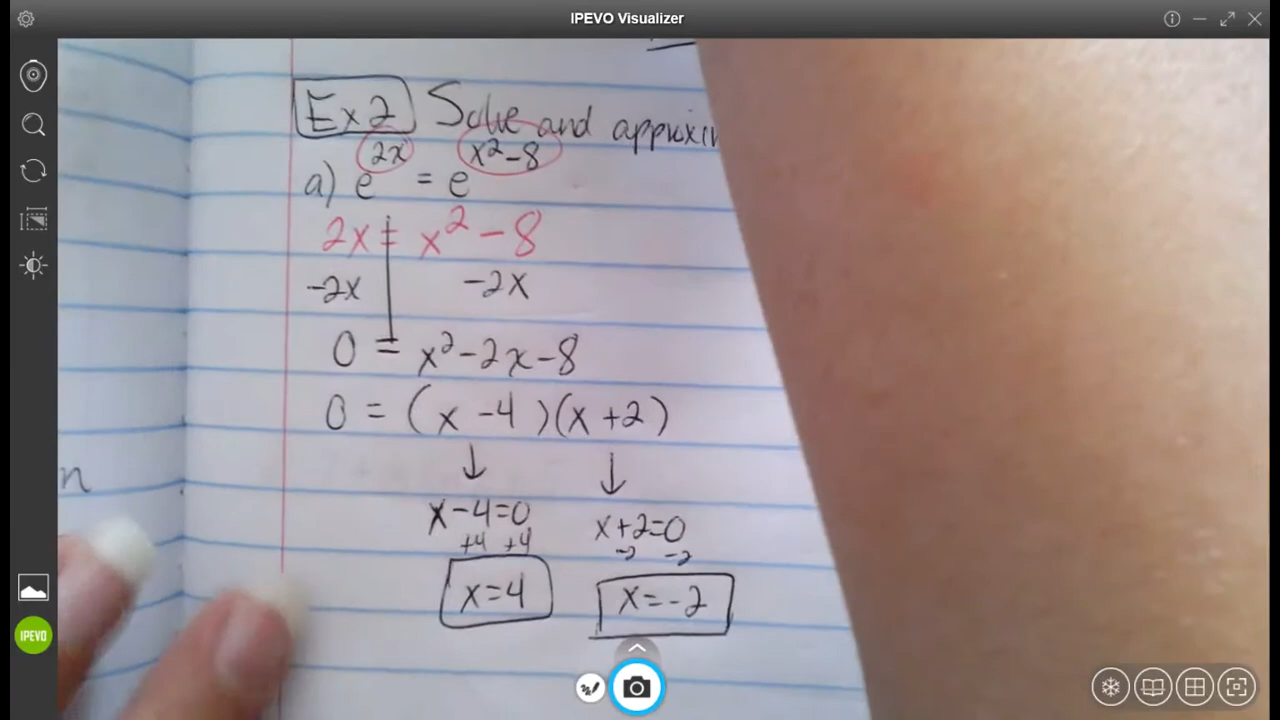 IPEVO Visualizer
Ex 2 Solve and approxim
a) e^2x = e^x²-8
2x = x² - 8
-2x -2x
0 = x² - 2x - 8
0 = (x - 4)(x + 2)
↓ ↓
x - 4 = 0 x + 2 = 0
+4 +4 -2 -2
x = 4 x = -2
n
IPEVO